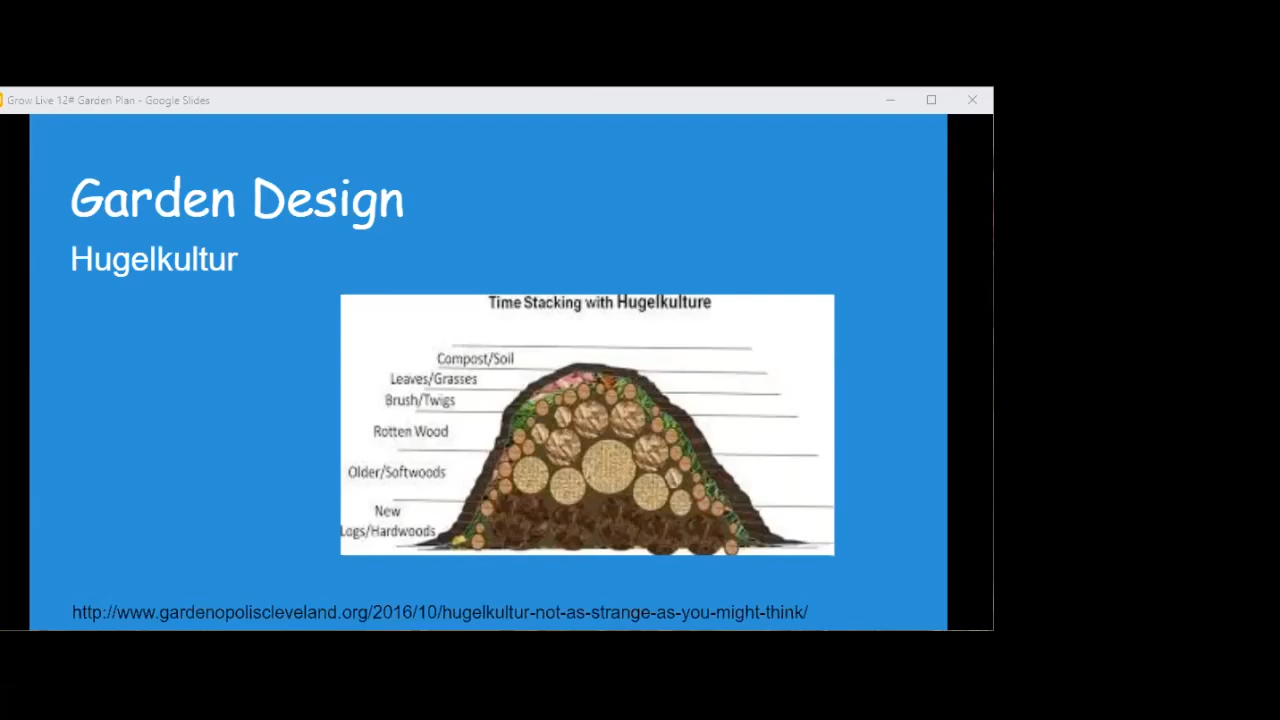 Grow Live 12# Garden Plan - Google Slides
Garden Design
Hugelkultur
Time Stacking with Hugelkulture
Compost/Soil
Leaves/Grasses
Brush/Twigs
Rotten Wood
Older/Softwoods
New
Logs/Hardwoods
http://www.gardenopoliscleveland.org/2016/10/hugelkultur-not-as-strange-as-you-might-think/